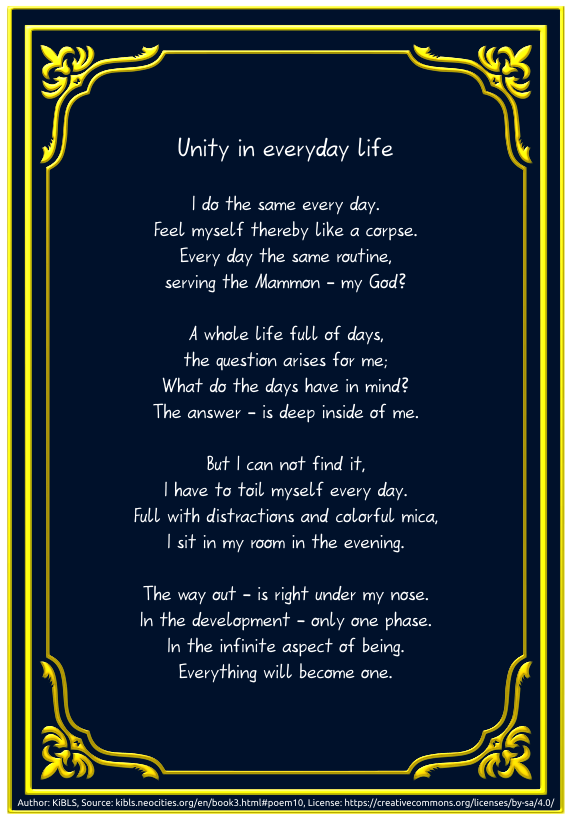 Unity in everyday life
I do the same every day.
Feel myself thereby like a corpse.
Every day the same routine,
serving the Mammon – my God?
A whole life full of days,
the question arises for me;
What do the days have in mind?
The answer – is deep inside of me.
But I can not find it,
I have to toil myself every day.
Full with distractions and colorful mica,
I sit in my room in the evening.
The way out – is right under my nose.
In the development – only one phase.
In the infinite aspect of being.
Everything will become one.
Author: KiBLS, Source: kibls.neocities.org/en/book3.html#poem10, License: https://creativecommons.org/licenses/by-sa/4.0/